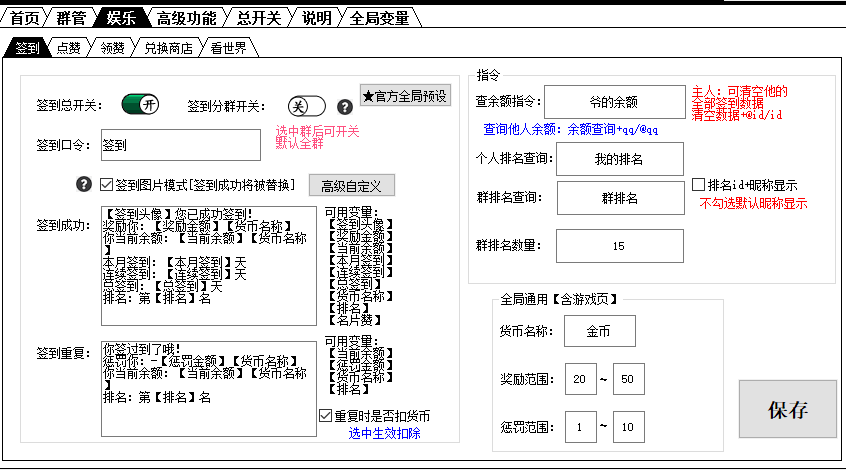 首页 群管 娱乐 高级功能 总开关 说明 全局变量
签到 点赞 领赞 兑换商店 看世界
签到总开关: 开 签到分群开关: 关 ? ★官方全局预设
选中群后可开关
默认全群
签到口令: 签到
? 签到图片模式[签到成功将被替换] 高级自定义
签到成功:
【签到头像】您已成功签到!
奖励你:【奖励金额】【货币名称】
你当前余额:【当前余额】【货币名称
】
本月签到:【本月签到】天
连续签到:【连续签到】天
总签到:【总签到】天
排名:第【排名】名
可用变量:
【签到头像】
【奖励金额】
【当前余额】
【本月签到】
【连续签到】
【总签到】
【货币名称】
【排名】
【名片赞】
签到重复:
你签过到了哦!
惩罚你:-【惩罚金额】【货币名称】
你当前余额:【当前余额】【货币名称
】
排名:第【排名】名
可用变量:
【当前余额】
【惩罚金额】
【货币名称】
【排名】
重复时是否扣货币
选中生效扣除
指令
查余额指令: 爷的余额
主人:可清空他的
全部签到数据
清空数据+@id/id
查询他人余额:余额查询+qq/@qq
个人排名查询: 我的排名
群排名查询: 群排名
排名id+昵称显示
不勾选默认昵称显示
群排名数量: 15
全局通用【含游戏页】
货币名称: 金币
奖励范围: 20 ~ 50
惩罚范围: 1 ~ 10
保存